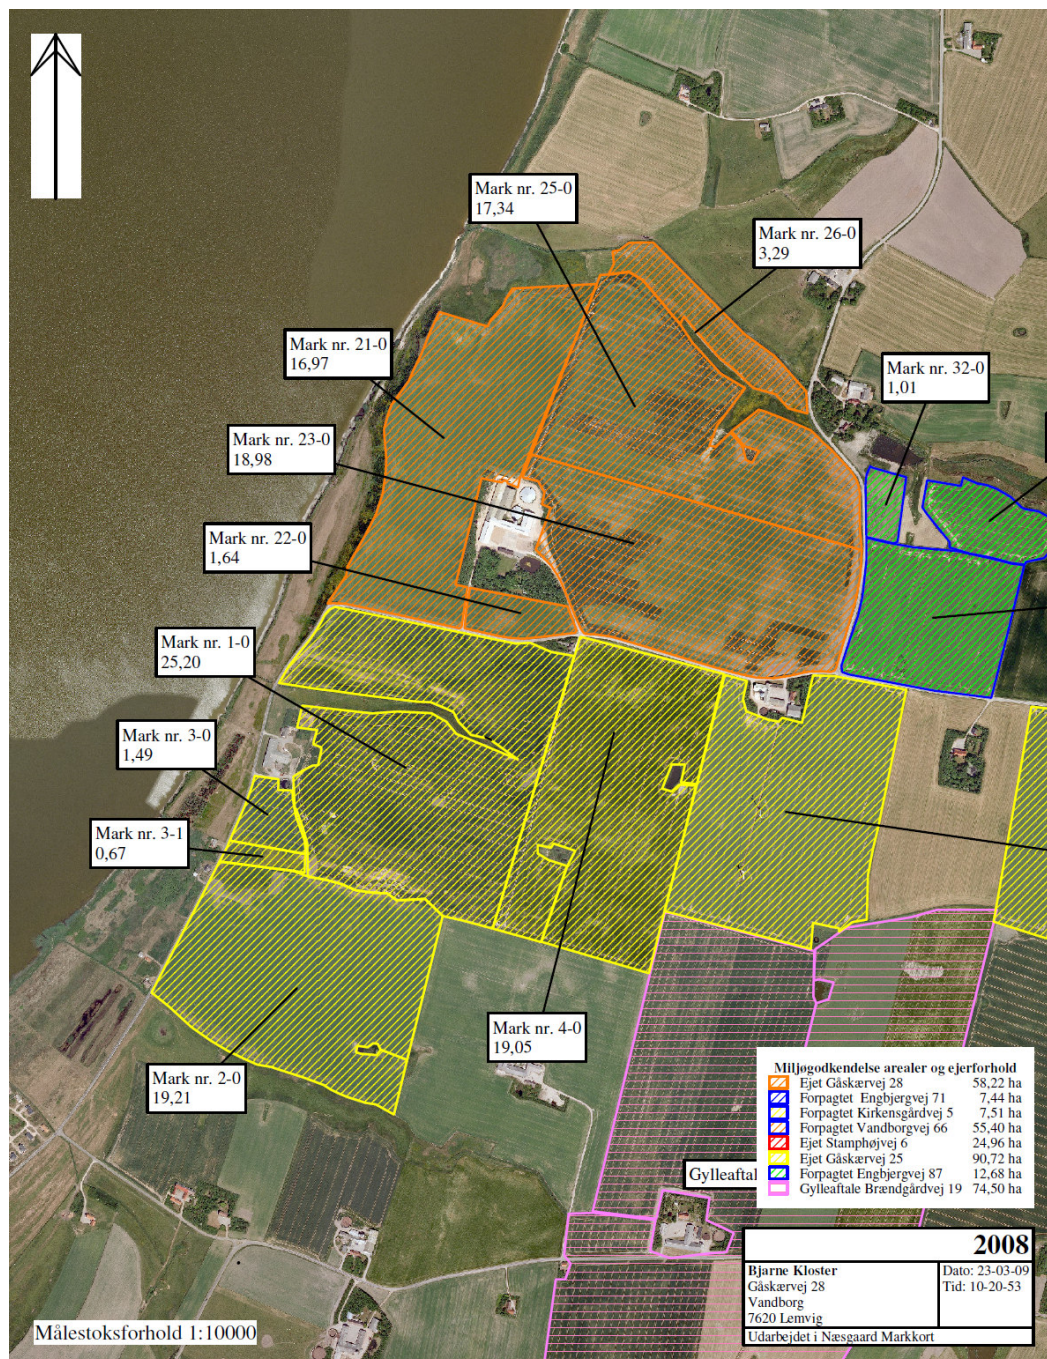 Mark nr. 25-0
17,34
Mark nr. 26-0
3,29
Mark nr. 21-0
16,97
Mark nr. 32-0
1,01
Mark nr. 23-0
18,98
Mark nr. 22-0
1,64
Mark nr. 1-0
25,20
Mark nr. 3-0
1,49
Mark nr. 3-1
0,67
Mark nr. 4-0
19,05
Mark nr. 2-0
19,21
Gylleaftal
Miljøgodkendelse arealer og ejerforhold
Ejet Gåskærvej 28 58,22 ha
Forpagtet Engbjergvej 71 7,44 ha
Forpagtet Kirkensgårdvej 5 7,51 ha
Forpagtet Vandborgvej 66 55,40 ha
Ejet Stamphøjvej 6 24,96 ha
Ejet Gåskærvej 25 90,72 ha
Forpagtet Engbjergvej 87 12,68 ha
Gylleaftale Brændgårdvej 19 74,50 ha
2008
Bjarne Kloster
Gåskærvej 28
Vandborg
7620 Lemvig
Dato: 23-03-09
Tid: 10-20-53
Udarbejdet i Næsgaard Markkort
Målestoksforhold 1:10000